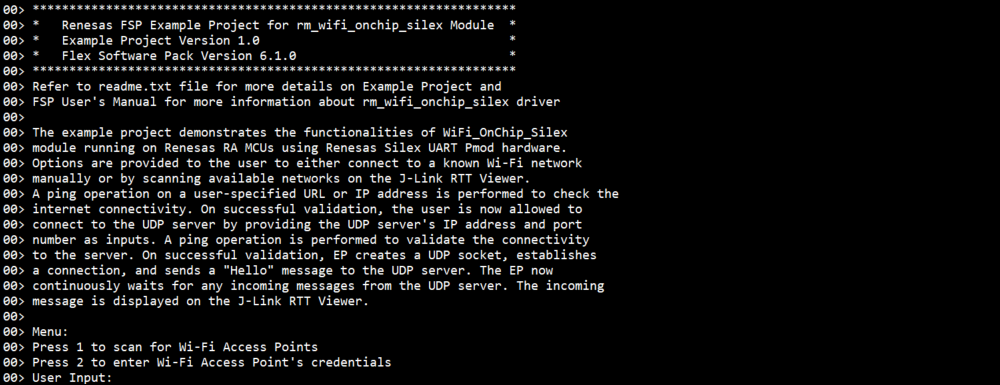 00> *************************************************************
00> *   Renesas FSP Example Project for rm_wifi_onchip_silex Module  *
00> *   Example Project Version 1.0                                *
00> *   Flex Software Pack Version 6.1.0                           *
00> *************************************************************
00> Refer to readme.txt file for more details on Example Project and
00> FSP User's Manual for more information about rm_wifi_onchip_silex driver
00>
00> The example project demonstrates the functionalities of WiFi_OnChip_Silex
00> module running on Renesas RA MCUs using Renesas Silex UART Pmod hardware.
00> Options are provided to the user to either connect to a known Wi-Fi network
00> manually or by scanning available networks on the J-Link RTT Viewer.
00> A ping operation on a user-specified URL or IP address is performed to check the
00> internet connectivity. On successful validation, the user is now allowed to
00> connect to the UDP server by providing the UDP server's IP address and port
00> number as inputs. A ping operation is performed to validate the connectivity
00> to the server. On successful validation, EP creates a UDP socket, establishes
00> a connection, and sends a "Hello" message to the UDP server. The EP now
00> continuously waits for any incoming messages from the UDP server. The incoming
00> message is displayed on the J-Link RTT Viewer.
00>
00> Menu:
00> Press 1 to scan for Wi-Fi Access Points
00> Press 2 to enter Wi-Fi Access Point's credentials
00> User Input: